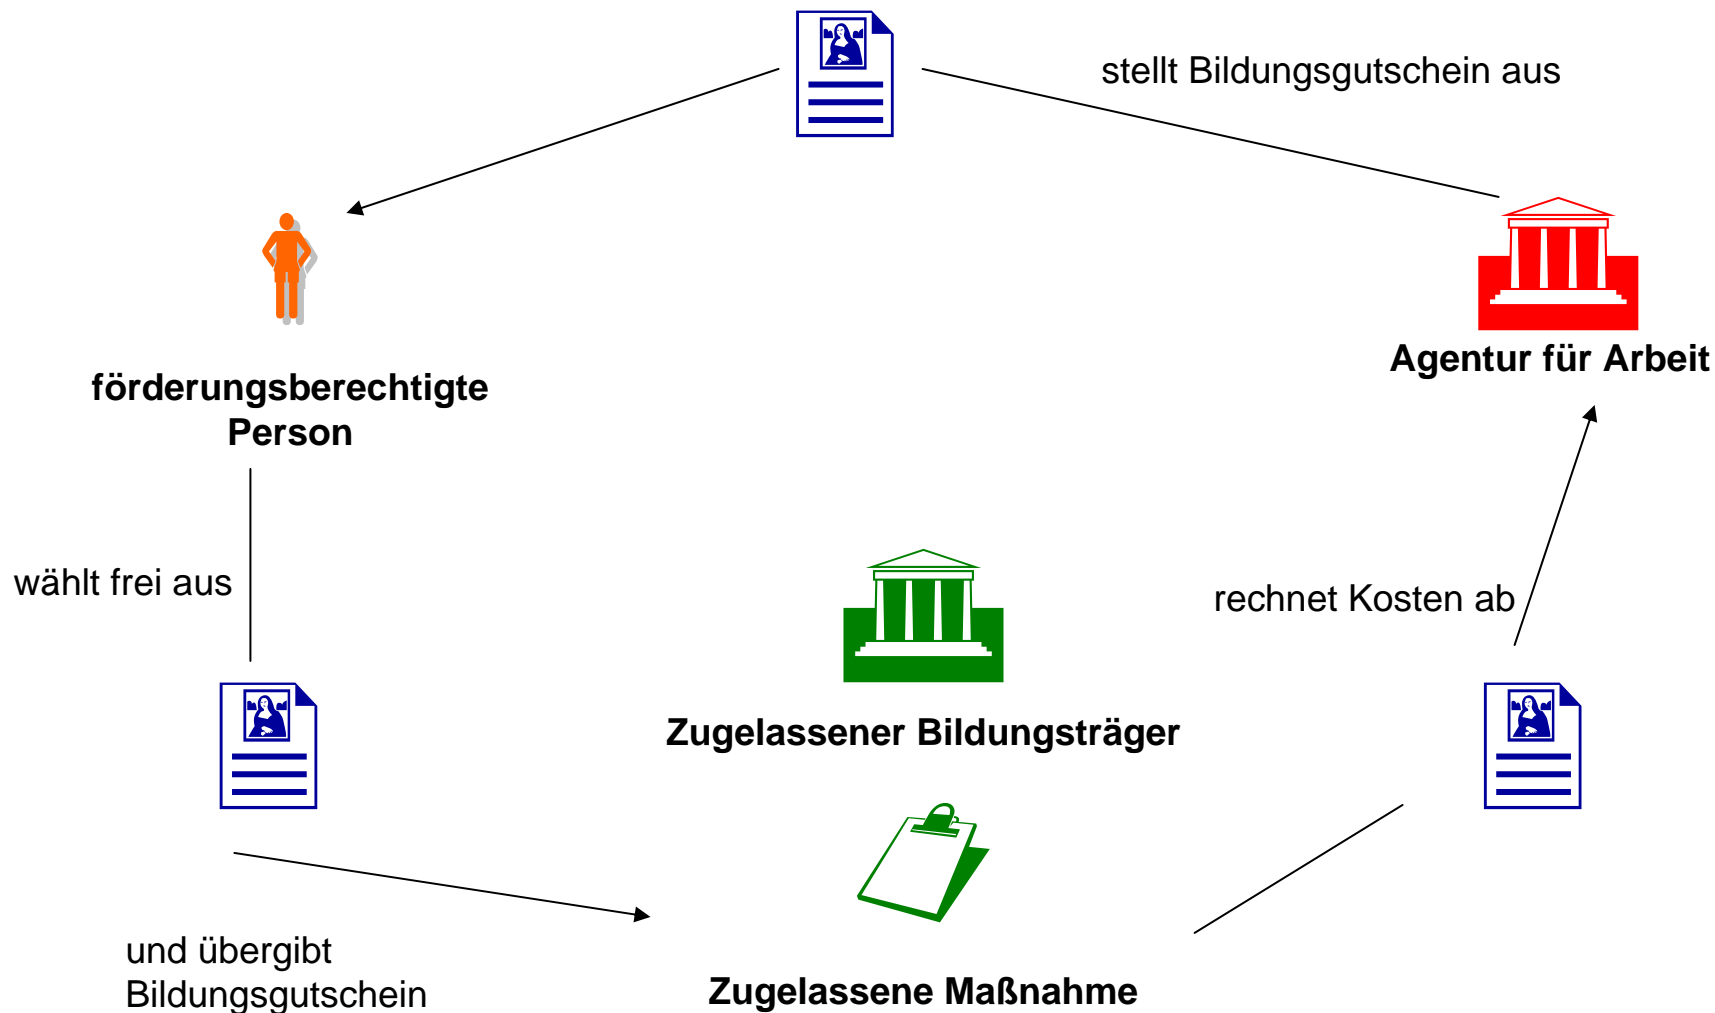 stellt Bildungsgutschein aus
Agentur für Arbeit
förderungsberechtigte
Person
wählt frei aus
rechnet Kosten ab
Zugelassener Bildungsträger
und übergibt
Bildungsgutschein
Zugelassene Maßnahme